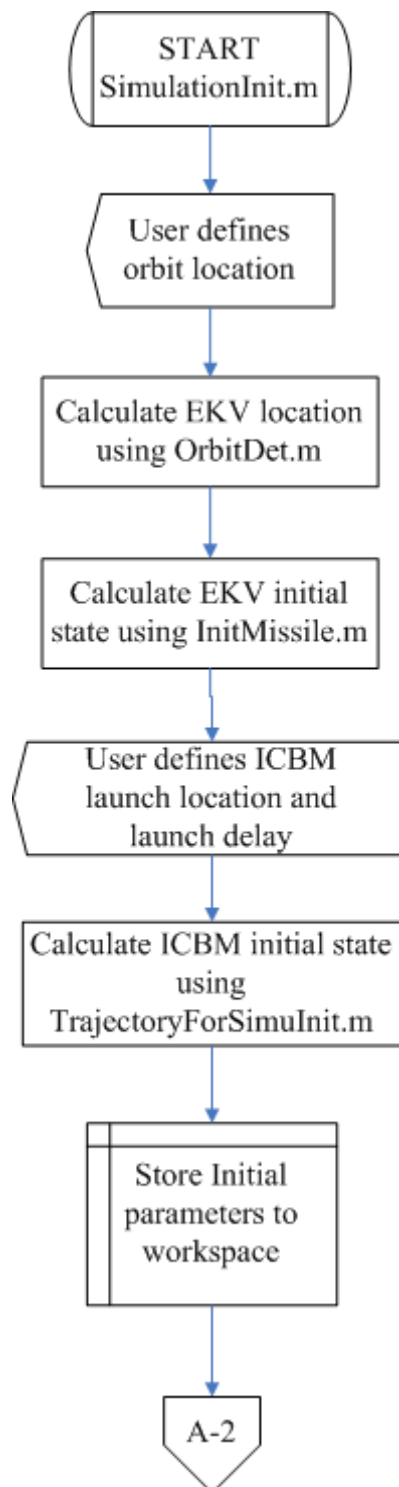 START
SimulationInit.m
User defines
orbit location
Calculate EKV location
using OrbitDet.m
Calculate EKV initial
state using InitMissile.m
User defines ICBM
launch location and
launch delay
Calculate ICBM initial state
using
TrajectoryForSimuInit.m
Store Initial
parameters to
workspace
A-2